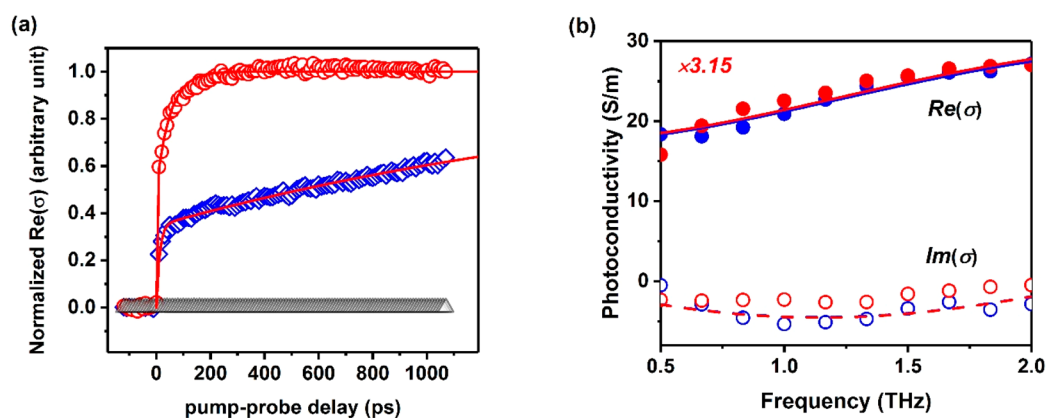 (a)
Normalized Re(σ) (arbitrary unit)
1.0
0.8
0.6
0.4
0.2
0.0
0 200 400 600 800 1000
pump-probe delay (ps)
(b)
Photoconductivity (S/m)
30
20
10
0
×3.15
Re(σ)
Im(σ)
0.5 1.0 1.5 2.0
Frequency (THz)